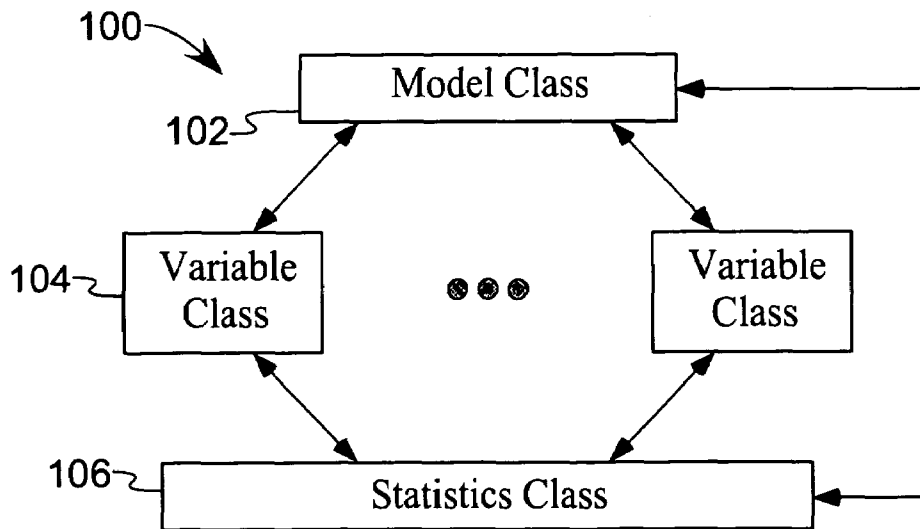 100
Model Class
102
Variable
Class
Variable
Class
104
106
Statistics Class